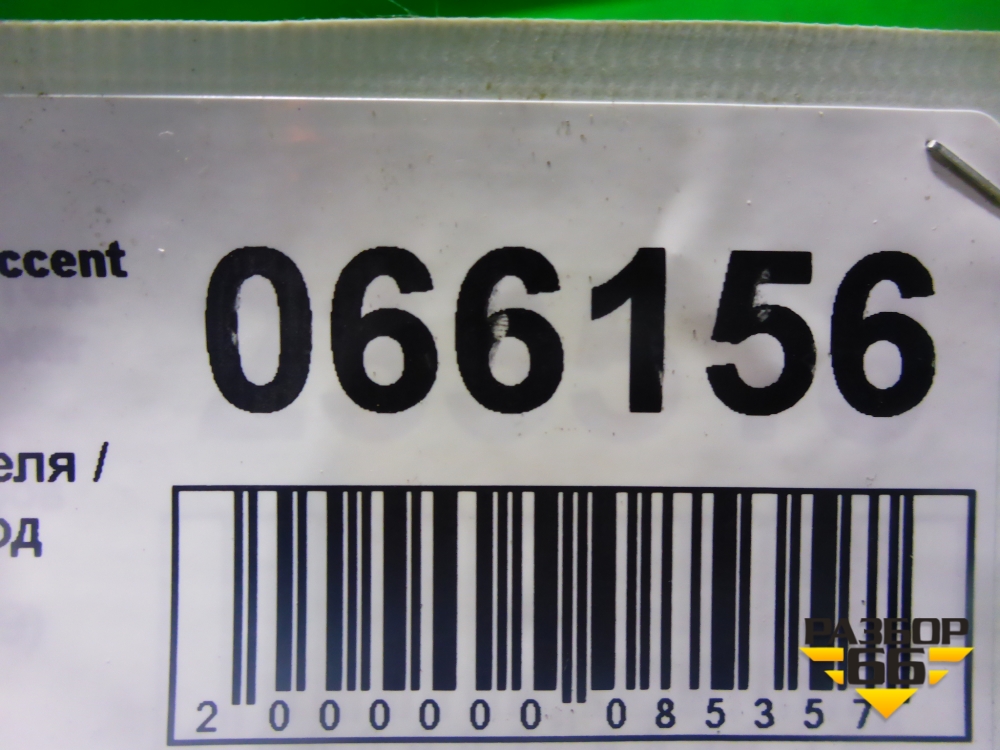 ccent
066156
еля /
од
2 000000 085357
РАЗБОР
66